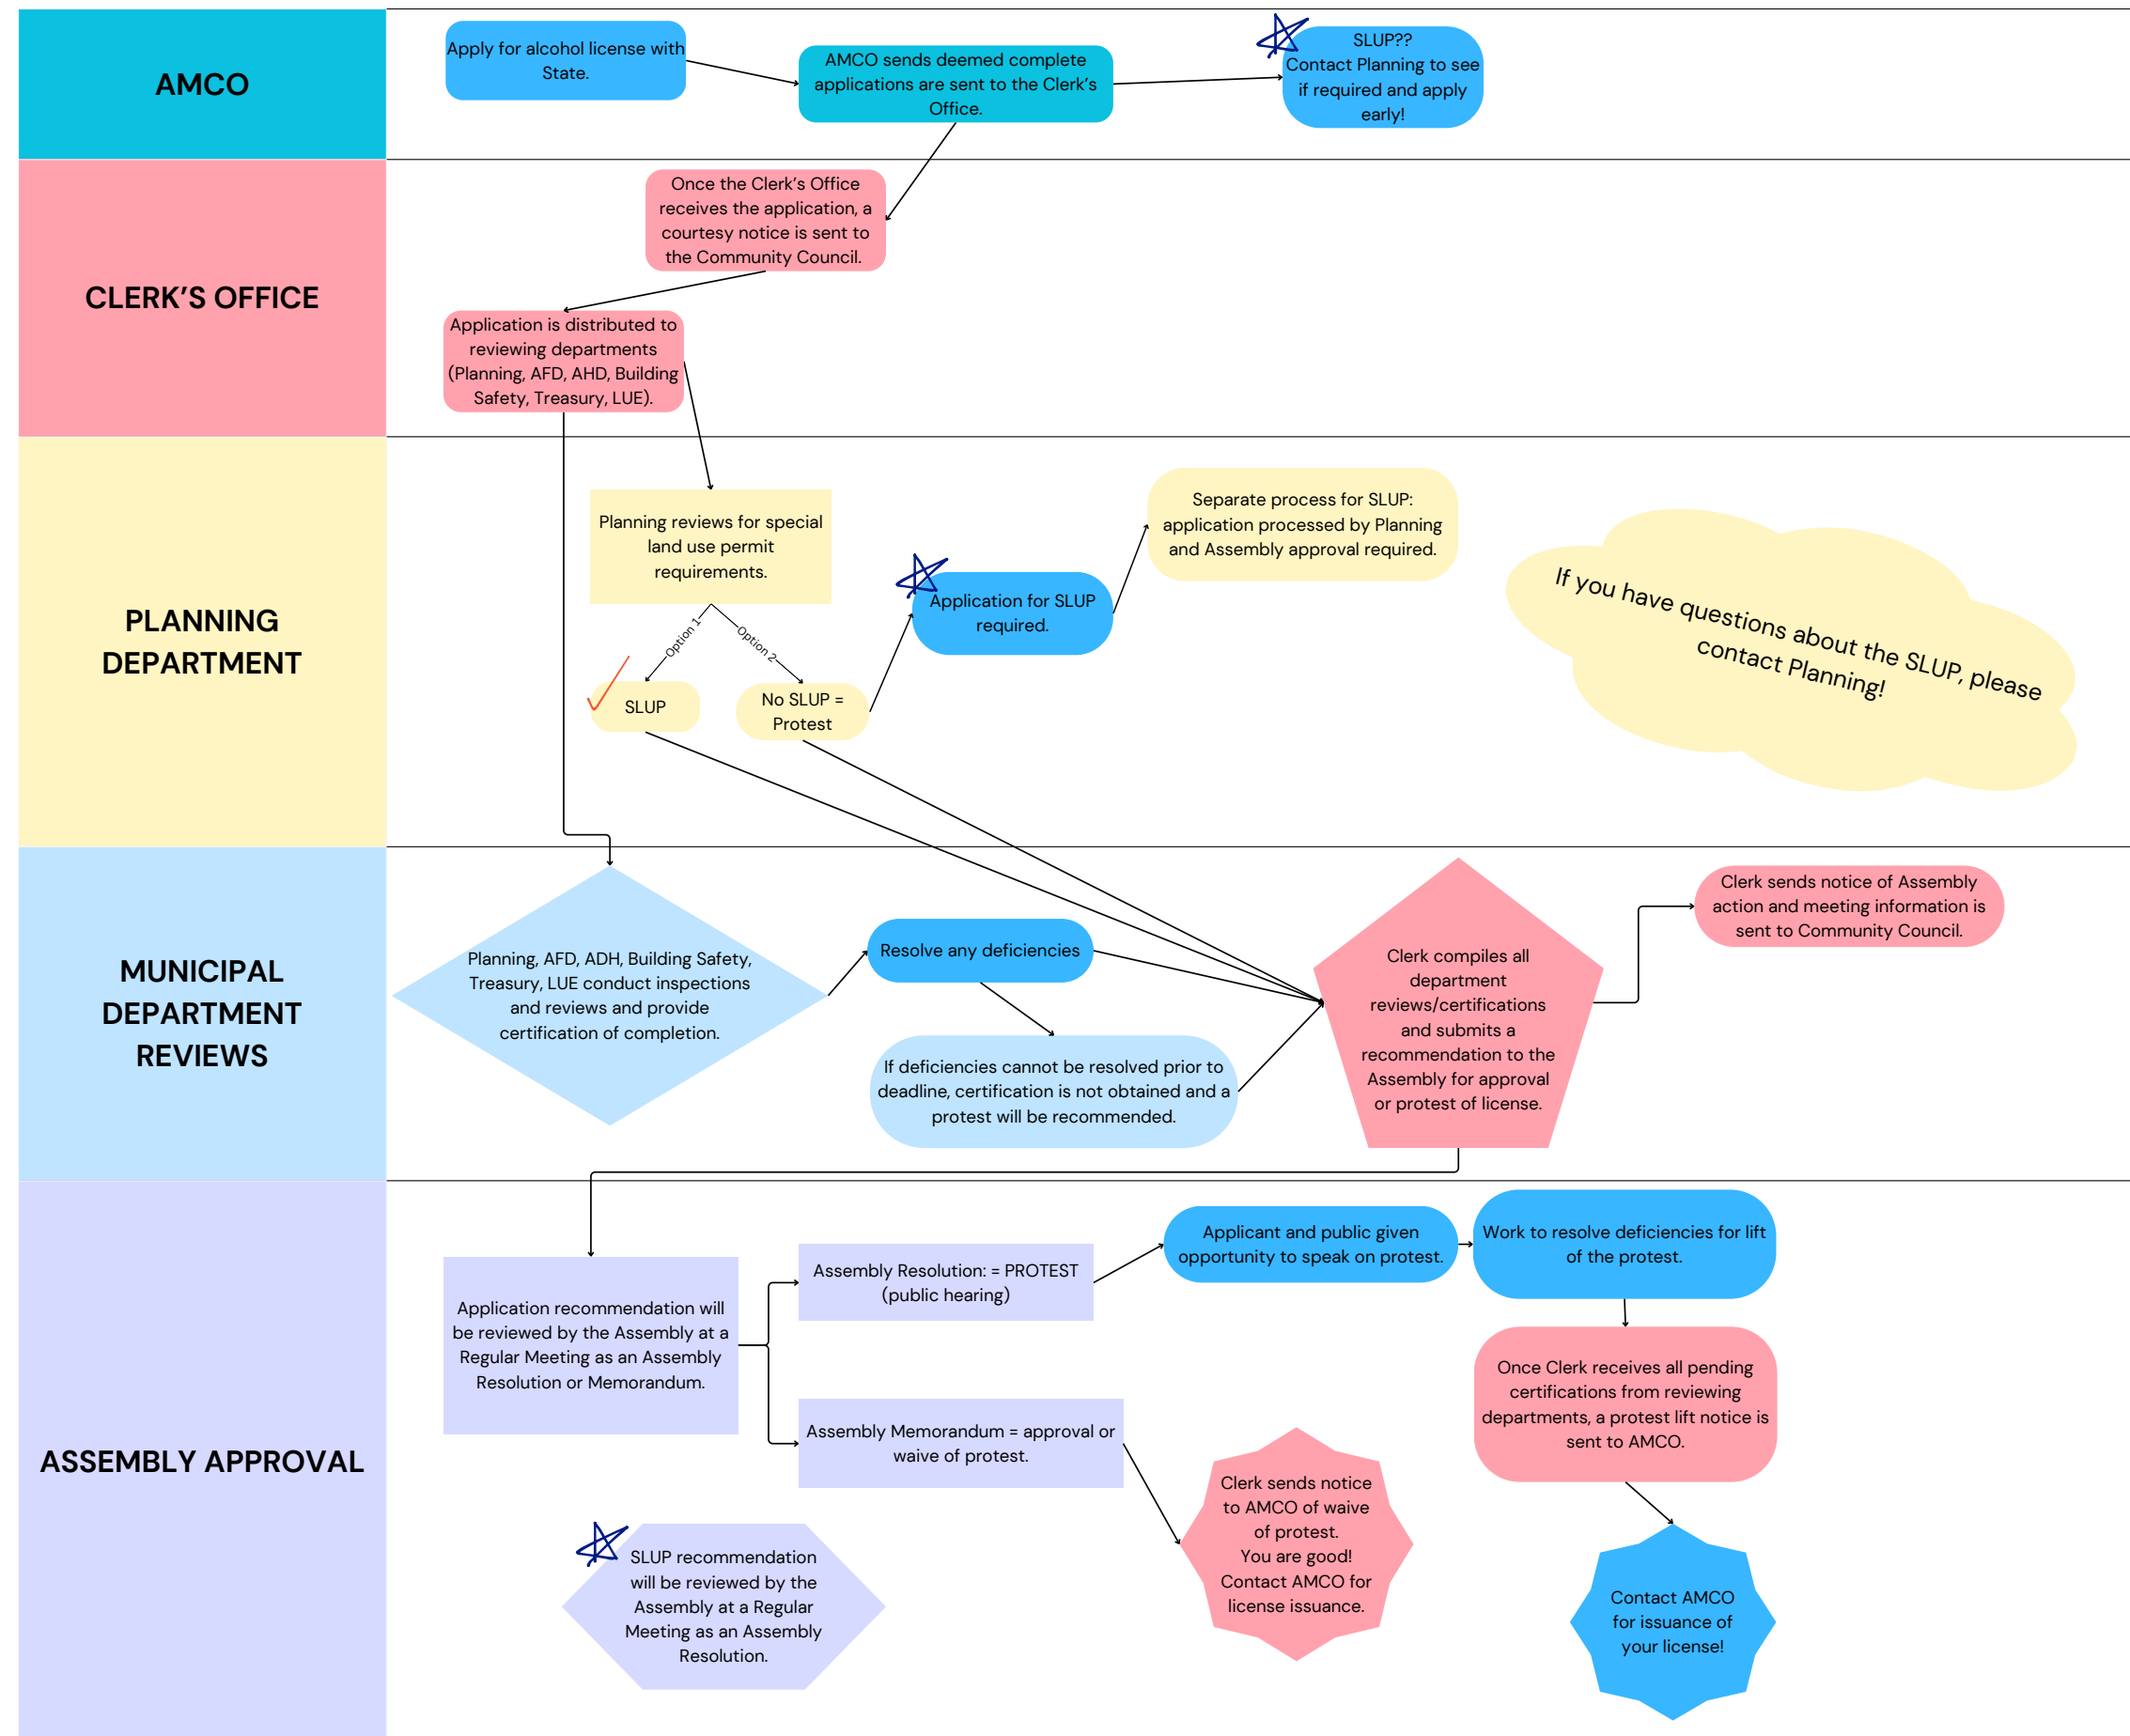 AMCO
Apply for alcohol license with
State.
AMCO sends deemed complete
applications are sent to the Clerk's
Office.
SLUP??
Contact Planning to see
if required and apply
early!
CLERK'S OFFICE
Once the Clerk's Office
receives the application, a
courtesy notice is sent to
the Community Council.
Application is distributed to
reviewing departments
(Planning, AFD, AHD, Building
Safety, Treasury, LUE).
PLANNING
DEPARTMENT
Planning reviews for special
land use permit
requirements.
Option 1
Option 2
SLUP
No SLUP =
Protest
Application for SLUP
required.
Separate process for SLUP:
application processed by Planning
and Assembly approval required.
If you have questions about the SLUP, please
contact Planning!
MUNICIPAL
DEPARTMENT
REVIEWS
Planning, AFD, ADH, Building Safety,
Treasury, LUE conduct inspections
and reviews and provide
certification of completion.
Resolve any deficiencies
If deficiencies cannot be resolved prior to
deadline, certification is not obtained and a
protest will be recommended.
Clerk compiles all
department
reviews/certifications
and submits a
recommendation to the
Assembly for approval
or protest of license.
Clerk sends notice of Assembly
action and meeting information is
sent to Community Council.
ASSEMBLY APPROVAL
Application recommendation will
be reviewed by the Assembly at a
Regular Meeting as an Assembly
Resolution or Memorandum.
Assembly Resolution: = PROTEST
(public hearing)
Applicant and public given
opportunity to speak on protest.
Work to resolve deficiencies for lift
of the protest.
Once Clerk receives all pending
certifications from reviewing
departments, a protest lift notice is
sent to AMCO.
Contact AMCO
for issuance of
your license!
Assembly Memorandum = approval or
waive of protest.
Clerk sends notice
to AMCO of waive
of protest.
You are good!
Contact AMCO for
license issuance.
SLUP recommendation
will be reviewed by the
Assembly at a Regular
Meeting as an Assembly
Resolution.